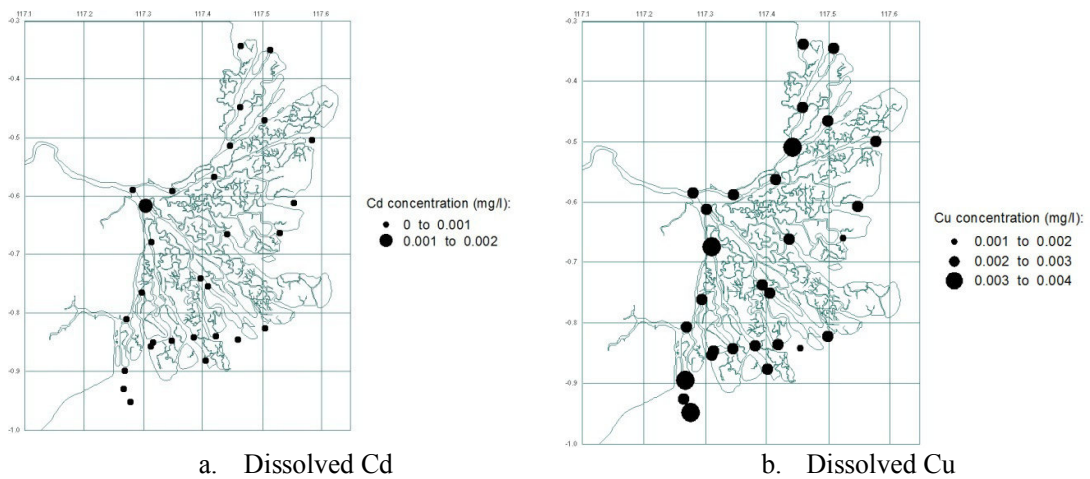 117.1 117.2 117.3 117.4 117.5 117.6
-0.3
-0.4
-0.5
-0.6
-0.7
-0.8
-0.9
-1.0
Cd concentration (mg/l):
0 to 0.001
0.001 to 0.002
a. Dissolved Cd
117.1 117.2 117.3 117.4 117.5 117.6
-0.3
-0.4
-0.5
-0.6
-0.7
-0.8
-0.9
-1.0
Cu concentration (mg/l):
0.001 to 0.002
0.002 to 0.003
0.003 to 0.004
b. Dissolved Cu